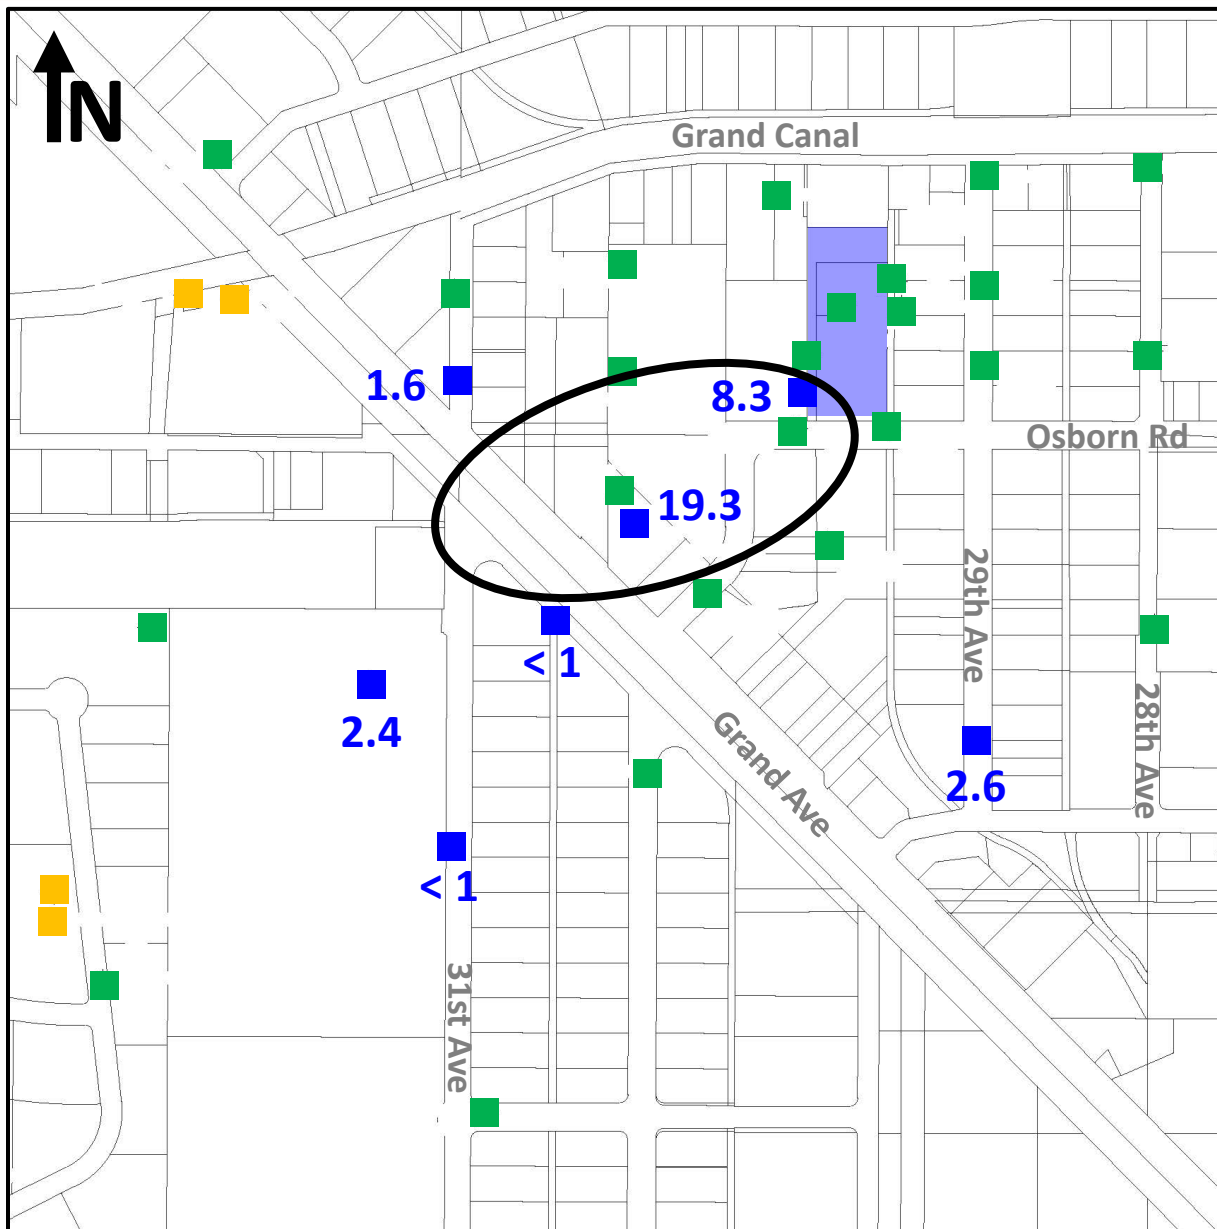 N
Grand Canal
1.6
8.3
Osborn Rd
19.3
29th Ave
< 1
2.4
28th Ave
Grand Ave
2.6
< 1
31st Ave